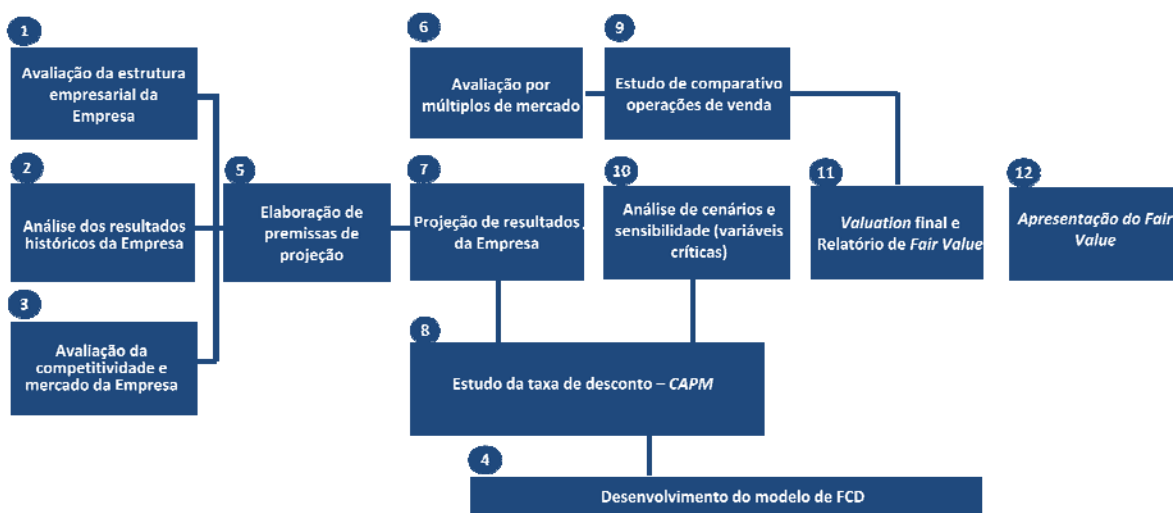 1
Avaliação da estrutura
empresarial da
Empresa
2
Análise dos resultados
históricos da Empresa
3
Avaliação da
competitividade e
mercado da Empresa
5
Elaboração de
premissas de
projeção
6
Avaliação por
múltiplos de
mercado
7
Projeção de resultados
da Empresa
9
Estudo de comparativo
operações de venda
10
Análise de cenários e
sensibilidade (variáveis
críticas)
8
Estudo da taxa de desconto – CAPM
4
Desenvolvimento do modelo de FCD
11
Valuation final e
Relatório de Fair Value
12
Apresentação do Fair
Value